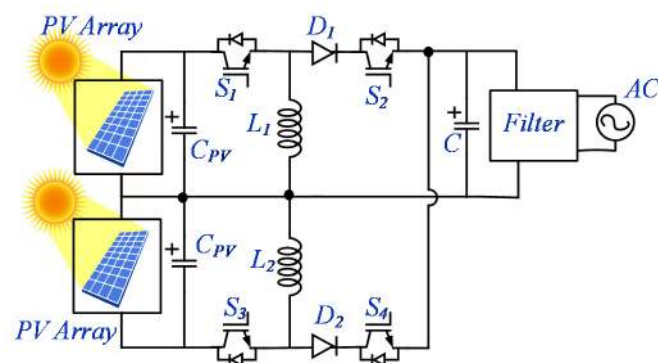 PV Array
D1
S1
S2
AC
L1
CPV
C
Filter
CPV
L2
S3
D2
S4
PV Array